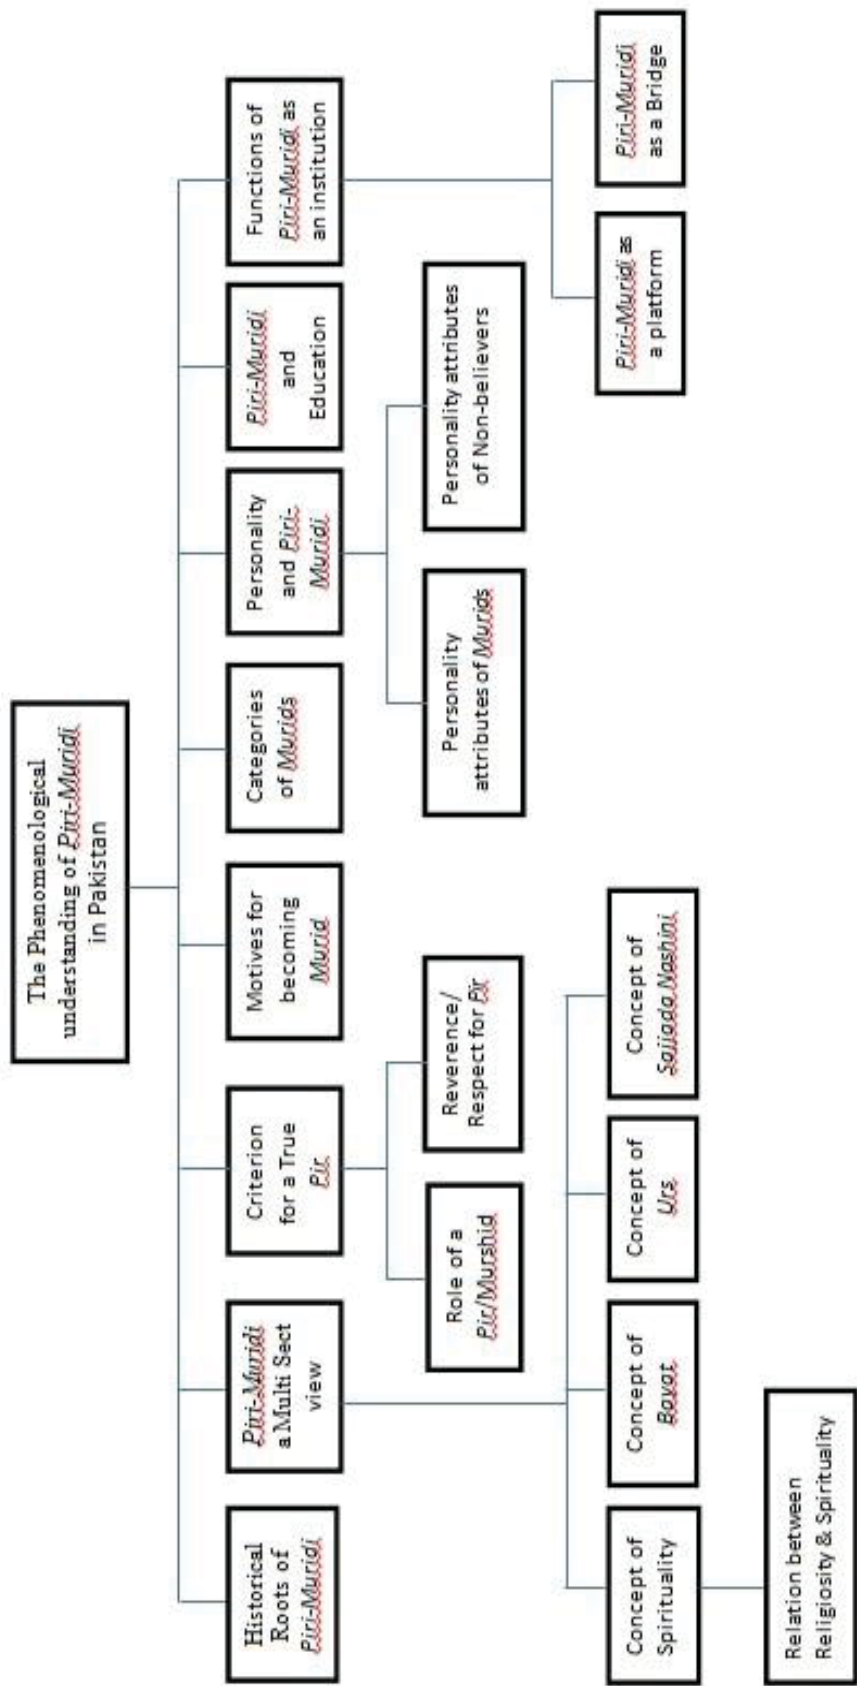 The Phenomenological
understanding of Piri-Muridi
in Pakistan
Historical
Roots of
Piri-Muridi
Piri-Muridi
a Multi Sect
view
Criterion
for a True
Pir
Motives for
becoming
Murid
Categories
of Murids
Personality
and Piri-
Muridi
Piri-Muridi
and
Education
Functions of
Piri-Muridi as
an institution
Role of a
Pir/Murshid
Reverence/
Respect for Pir
Personality
attributes of Murids
Personality attributes
of Non-believers
Concept of
Spirituality
Concept of
Bayat
Concept of
Urs
Concept of
Sajjada Nashini
Piri-Muridi as
a platform
Piri-Muridi
as a Bridge
Relation between
Religiosity & Spirituality